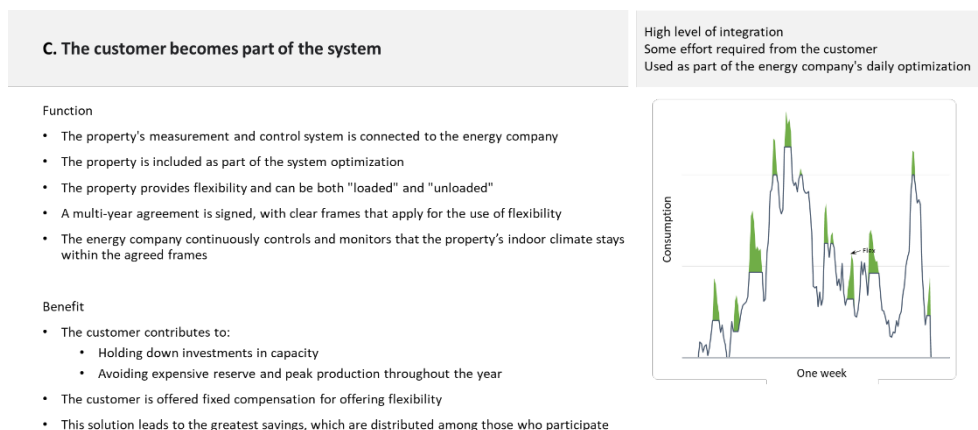 C. The customer becomes part of the system
High level of integration
Some effort required from the customer
Used as part of the energy company's daily optimization
Function
• The property's measurement and control system is connected to the energy company
• The property is included as part of the system optimization
• The property provides flexibility and can be both "loaded" and "unloaded"
• A multi-year agreement is signed, with clear frames that apply for the use of flexibility
• The energy company continuously controls and monitors that the property's indoor climate stays
within the agreed frames
Benefit
• The customer contributes to:
• Holding down investments in capacity
• Avoiding expensive reserve and peak production throughout the year
• The customer is offered fixed compensation for offering flexibility
• This solution leads to the greatest savings, which are distributed among those who participate
Consumption
Flex
One week